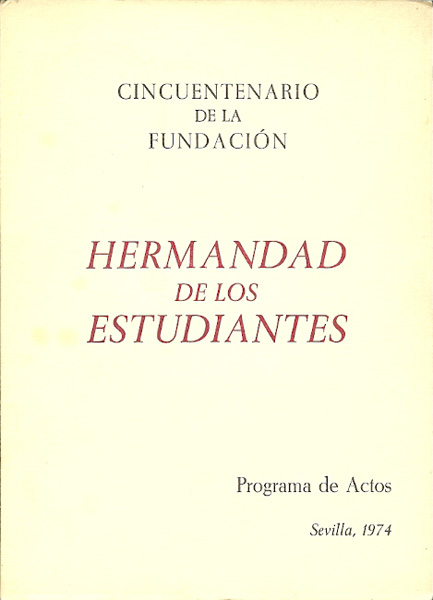 CINCUENTENARIO
DE LA
FUNDACIÓN
HERMANDAD
DE LOS
ESTUDIANTES
Programa de Actos
Sevilla, 1974